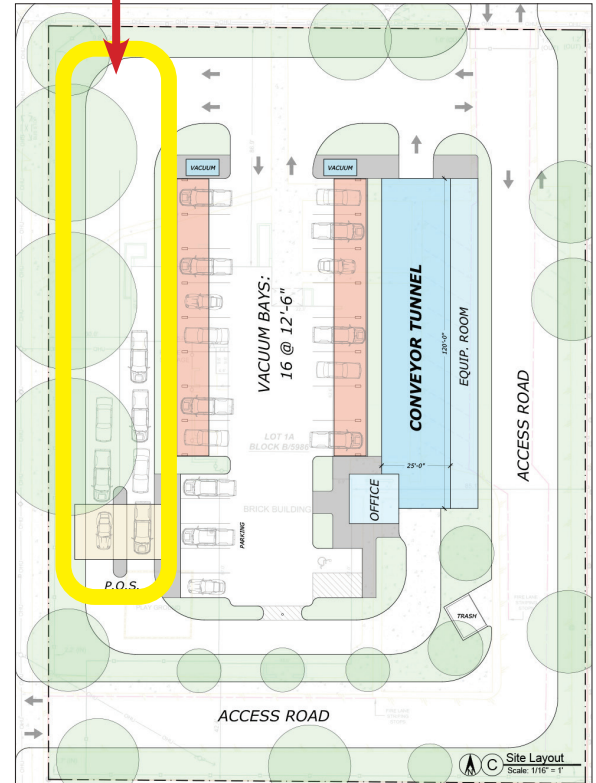 VACUUM
VACUUM
VACUUM BAYS:
16 @ 12'-6"
CONVEYOR TUNNEL
120'-0"
EQUIP. ROOM
ACCESS ROAD
LOT 1A
BLOCK B/5988
25'-0"
OFFICE
BRICK BUILDING
PARKING
P.O.S.
TRASH
ACCESS ROAD
C
Site Layout
Scale: 1/16" = 1'